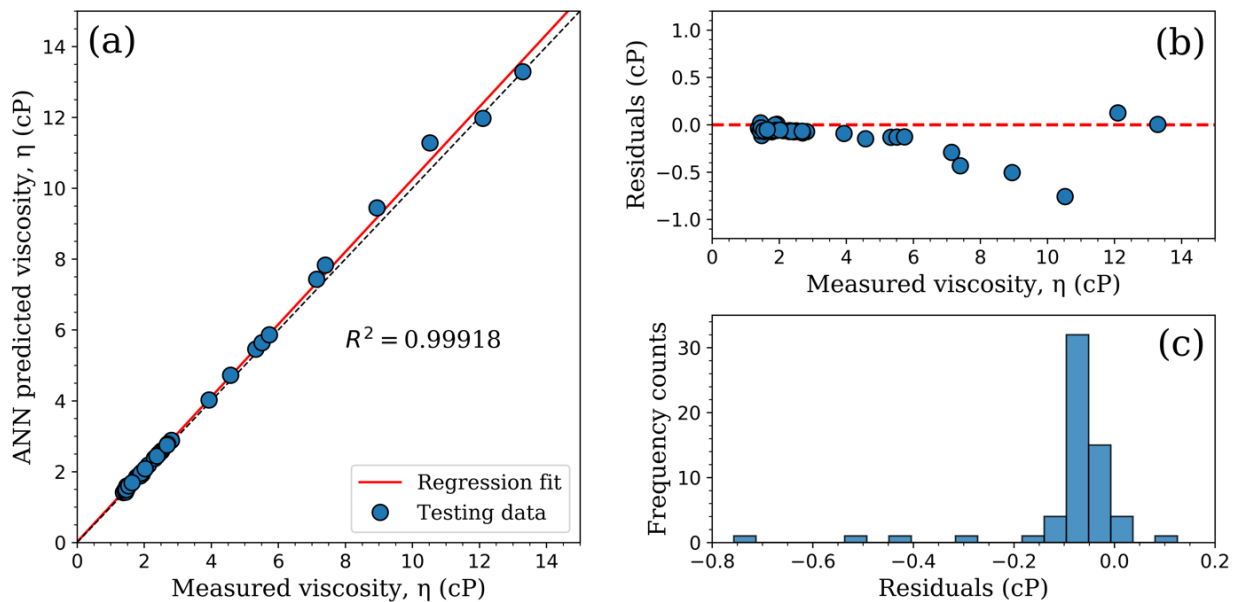 (a)
ANN predicted viscosity, η (cP)
14
12
10
8
6
4
2
0
R² = 0.99918
Regression fit
Testing data
0 2 4 6 8 10 12 14
Measured viscosity, η (cP)
(b)
Residuals (cP)
1.0
0.5
0.0
−0.5
−1.0
0 2 4 6 8 10 12 14
Measured viscosity, η (cP)
(c)
Frequency counts
30
20
10
0
−0.8 −0.6 −0.4 −0.2 0.0 0.2
Residuals (cP)